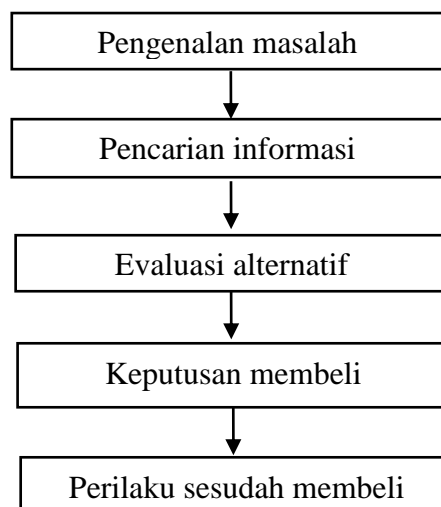 Pengenalan masalah
Pencarian informasi
Evaluasi alternatif
Keputusan membeli
Perilaku sesudah membeli